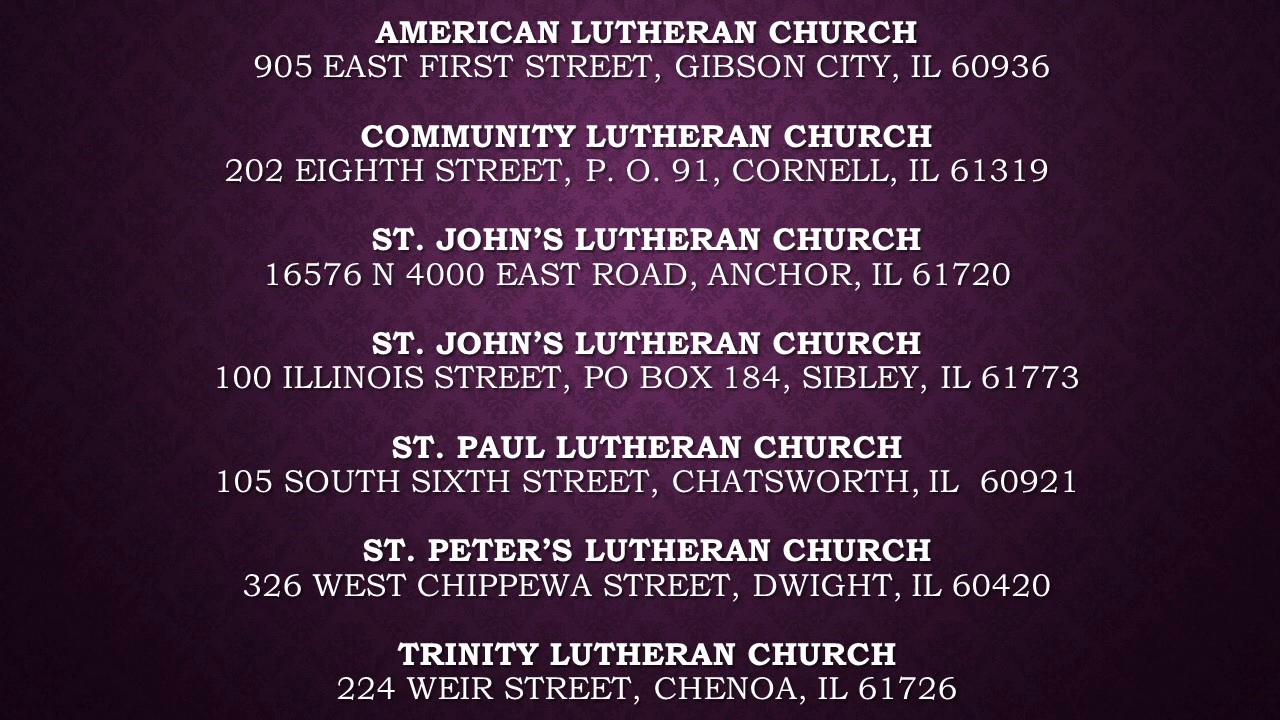 AMERICAN LUTHERAN CHURCH
905 EAST FIRST STREET, GIBSON CITY, IL 60936
COMMUNITY LUTHERAN CHURCH
202 EIGHTH STREET, P. O. 91, CORNELL, IL 61319
ST. JOHN’S LUTHERAN CHURCH
16576 N 4000 EAST ROAD, ANCHOR, IL 61720
ST. JOHN’S LUTHERAN CHURCH
100 ILLINOIS STREET, PO BOX 184, SIBLEY, IL 61773
ST. PAUL LUTHERAN CHURCH
105 SOUTH SIXTH STREET, CHATSWORTH, IL  60921
ST. PETER’S LUTHERAN CHURCH
326 WEST CHIPPEWA STREET, DWIGHT, IL 60420
TRINITY LUTHERAN CHURCH
224 WEIR STREET, CHENOA, IL 61726